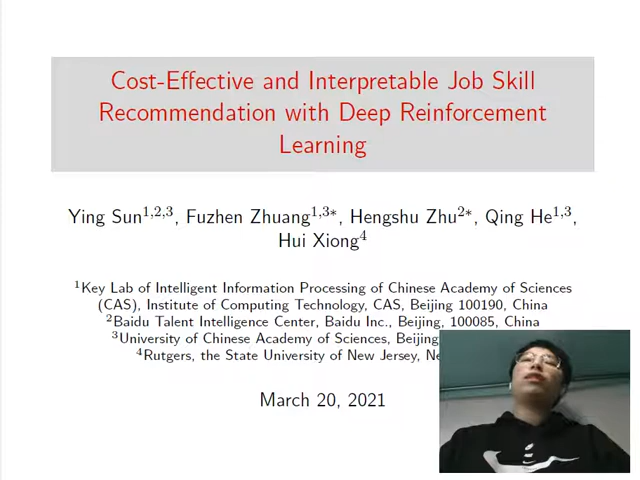 Cost-Effective and Interpretable Job Skill
Recommendation with Deep Reinforcement
Learning
Ying Sun1,2,3, Fuzhen Zhuang1,3∗, Hengshu Zhu2∗, Qing He1,3,
Hui Xiong4
1Key Lab of Intelligent Information Processing of Chinese Academy of Sciences
(CAS), Institute of Computing Technology, CAS, Beijing 100190, China
2Baidu Talent Intelligence Center, Baidu Inc., Beijing, 100085, China
3University of Chinese Academy of Sciences, Beijing
4Rutgers, the State University of New Jersey,
March 20, 2021